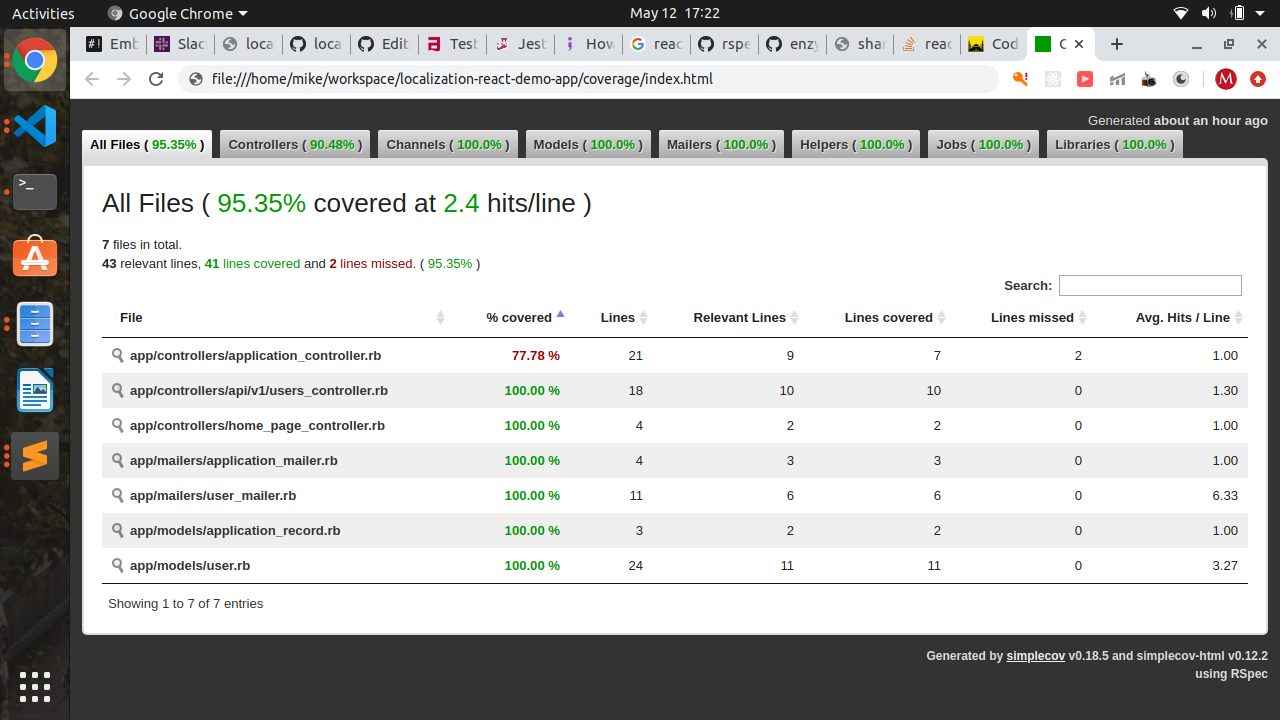 Activities Google Chrome May 12 17:22
#! Emb Slac loca loca Edit Test Jest How reac rspe enzy shar reac Cod C
file:///home/mike/workspace/localization-react-demo-app/coverage/index.html M
Generated about an hour ago
All Files ( 95.35% ) Controllers ( 90.48% ) Channels ( 100.0% ) Models ( 100.0% ) Mailers ( 100.0% ) Helpers ( 100.0% ) Jobs ( 100.0% ) Libraries ( 100.0% )
All Files ( 95.35% covered at 2.4 hits/line )
7 files in total.
43 relevant lines, 41 lines covered and 2 lines missed. ( 95.35% )
Search:
File % covered Lines Relevant Lines Lines covered Lines missed Avg. Hits / Line
app/controllers/application_controller.rb 77.78 % 21 9 7 2 1.00
app/controllers/api/v1/users_controller.rb 100.00 % 18 10 10 0 1.30
app/controllers/home_page_controller.rb 100.00 % 4 2 2 0 1.00
app/mailers/application_mailer.rb 100.00 % 4 3 3 0 1.00
app/mailers/user_mailer.rb 100.00 % 11 6 6 0 6.33
app/models/application_record.rb 100.00 % 3 2 2 0 1.00
app/models/user.rb 100.00 % 24 11 11 0 3.27
Showing 1 to 7 of 7 entries
Generated by simplecov v0.18.5 and simplecov-html v0.12.2
using RSpec